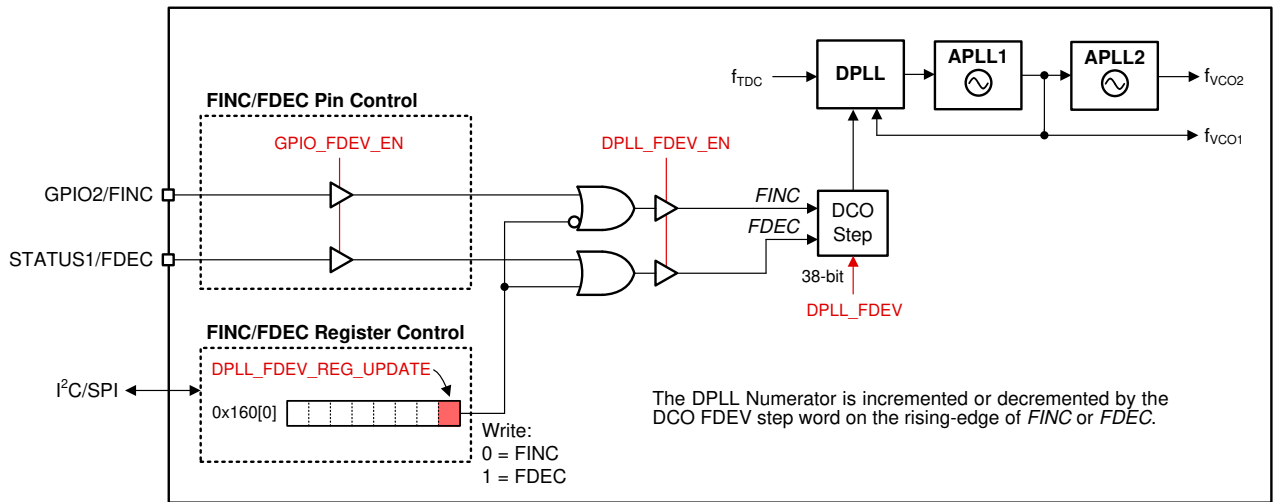 DPLL
APLL1
APLL2
fTDC
fVCO2
fVCO1
FINC/FDEC Pin Control
GPIO_FDEV_EN
DPLL_FDEV_EN
GPIO2/FINC
FINC
FDEC
DCO
Step
STATUS1/FDEC
38-bit
DPLL_FDEV
FINC/FDEC Register Control
DPLL_FDEV_REG_UPDATE
I²C/SPI
0x160[0]
Write:
0 = FINC
1 = FDEC
The DPLL Numerator is incremented or decremented by the
DCO FDEV step word on the rising-edge of FINC or FDEC.